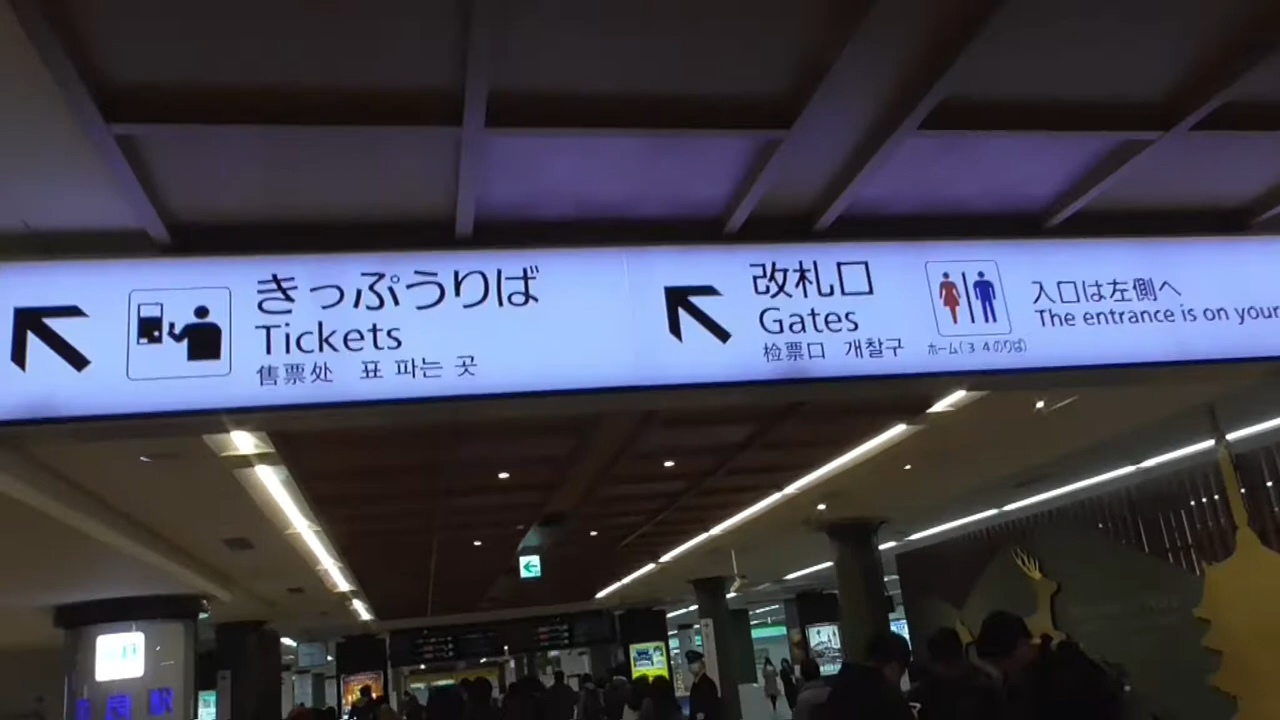 きっぷうりば
Tickets
售票处 표 파는 곳
改札口
Gates
检票口 개찰구
ホーム(3 4のりば)
入口は左側へ
The entrance is on your